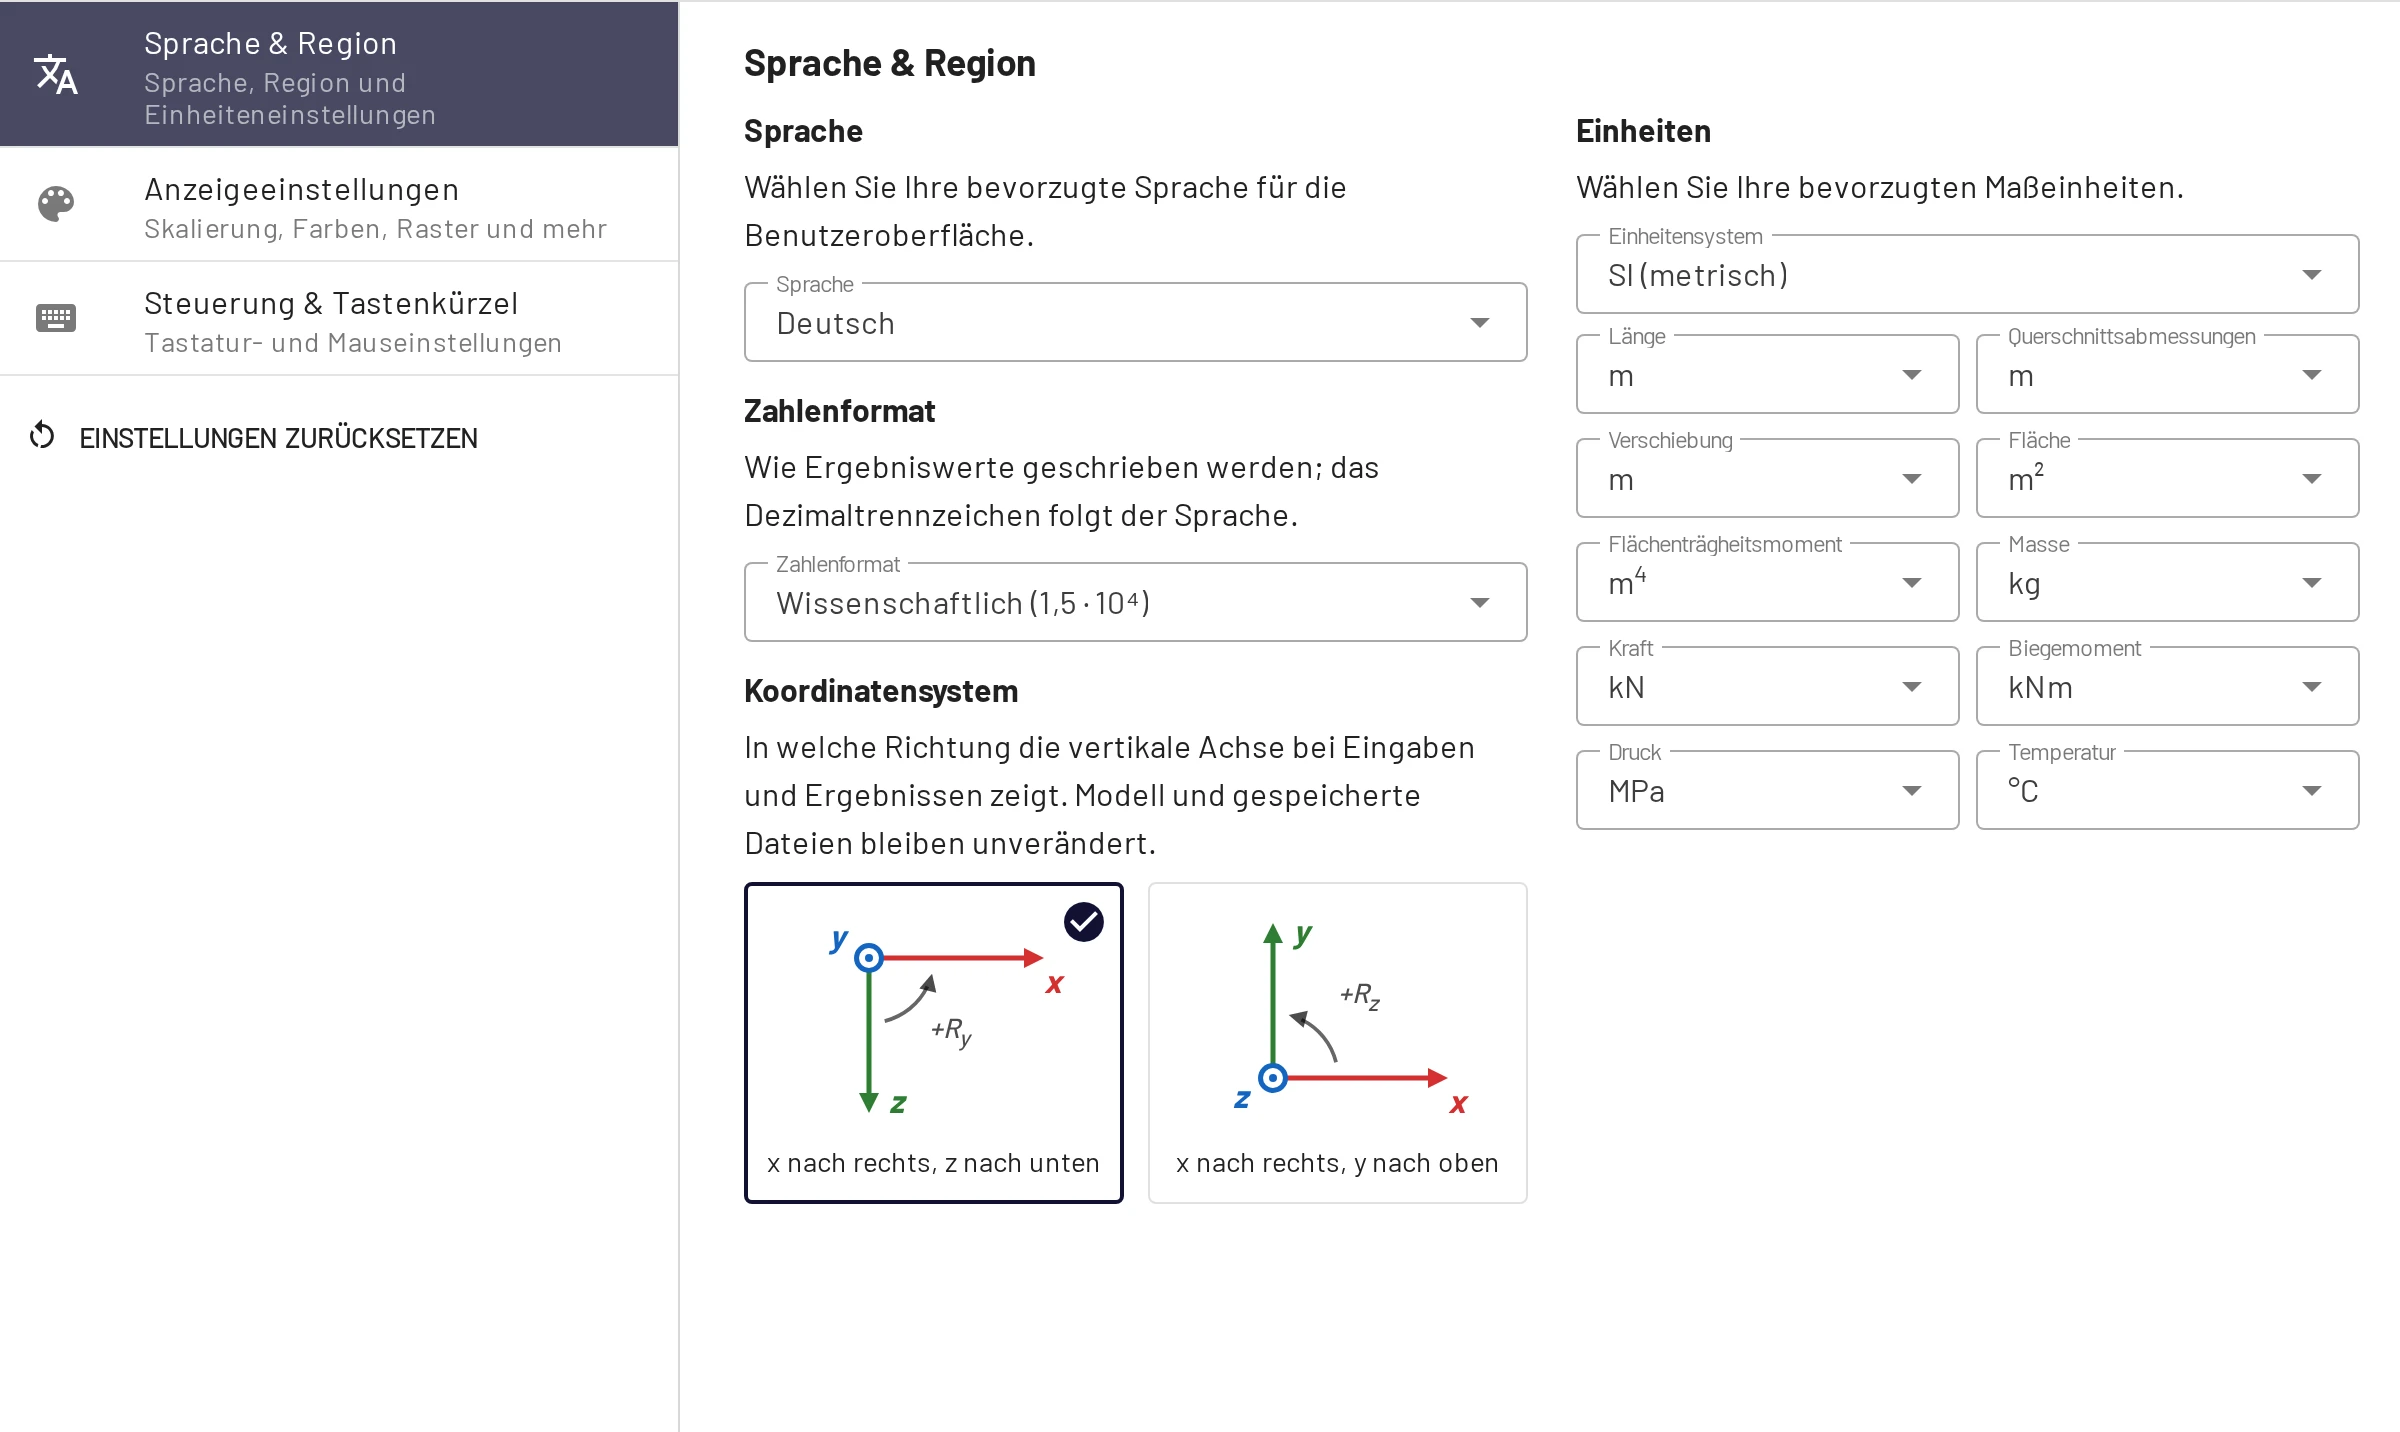 Sprache & Region
Sprache, Region und
Einheiteneinstellungen
Anzeigeeinstellungen
Skalierung, Farben, Raster und mehr
Steuerung & Tastenkürzel
Tastatur- und Mauseinstellungen
EINSTELLUNGEN ZURÜCKSETZEN
Sprache & Region
Sprache
Wählen Sie Ihre bevorzugte Sprache für die
Benutzeroberfläche.
Sprache
Deutsch
Zahlenformat
Wie Ergebniswerte geschrieben werden; das
Dezimaltrennzeichen folgt der Sprache.
Zahlenformat
Wissenschaftlich (1,5 · 10⁴)
Koordinatensystem
In welche Richtung die vertikale Achse bei Eingaben
und Ergebnissen zeigt. Modell und gespeicherte
Dateien bleiben unverändert.
y
x
+Ry
z
x nach rechts, z nach unten
y
+Rz
z
x
x nach rechts, y nach oben
Einheiten
Wählen Sie Ihre bevorzugten Maßeinheiten.
Einheitensystem
SI (metrisch)
Länge
m
Querschnittsabmessungen
m
Verschiebung
m
Fläche
m²
Flächenträgheitsmoment
m⁴
Masse
kg
Kraft
kN
Biegemoment
kNm
Druck
MPa
Temperatur
°C